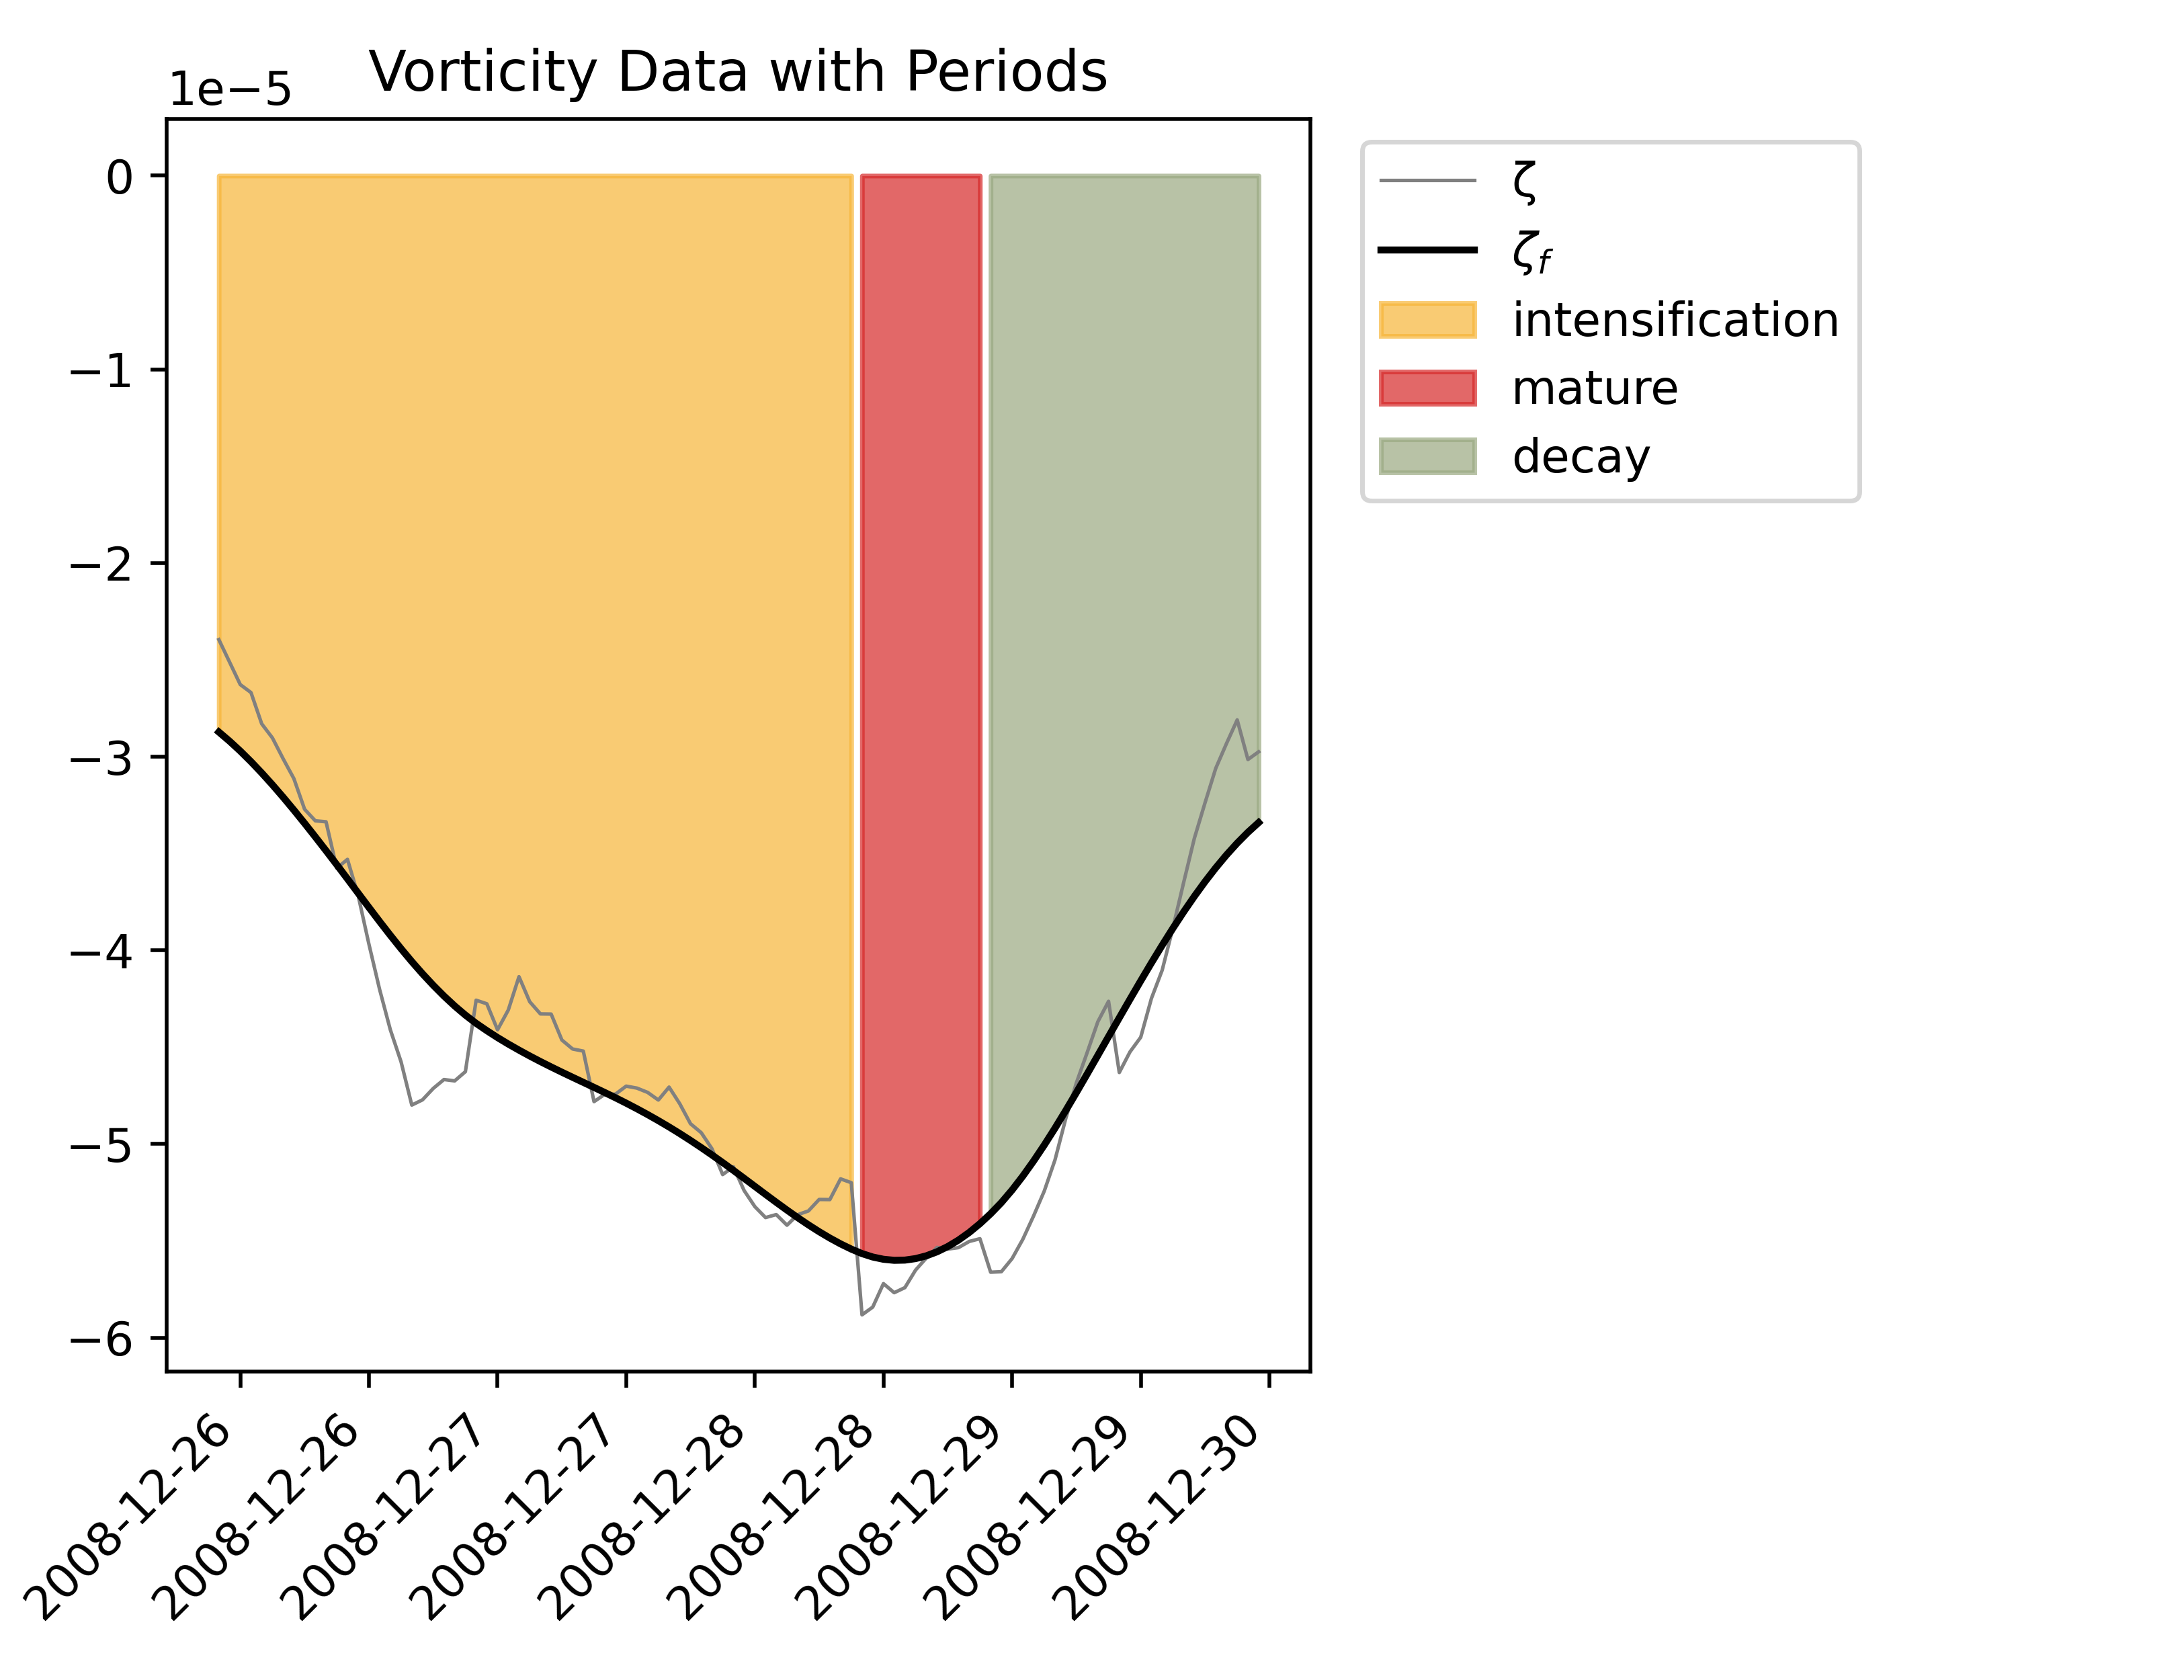 Vorticity Data with Periods
1e−5
0
−1
−2
−3
−4
−5
−6
2008-12-26
2008-12-26
2008-12-27
2008-12-27
2008-12-28
2008-12-28
2008-12-29
2008-12-29
2008-12-30
ζ
ζf
intensification
mature
decay